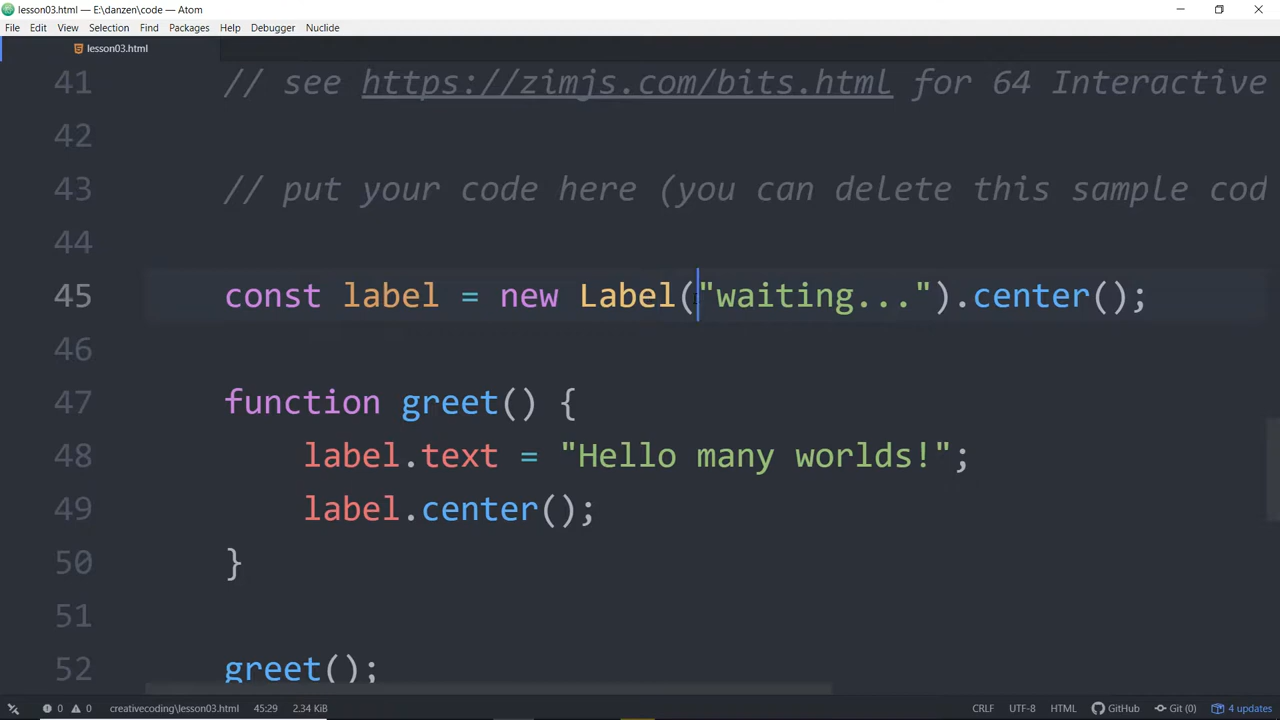 lesson03.html — E:\danzen\code — Atom
File Edit View Selection Find Packages Help Debugger Nuclide
lesson03.html
41 // see https://zimjs.com/bits.html for 64 Interactive
42
43 // put your code here (you can delete this sample cod
44
45 const label = new Label("waiting...").center();
46
47 function greet() {
48 label.text = "Hello many worlds!";
49 label.center();
50 }
51
52 greet();
0 0 creativecoding\lesson03.html 45:29 2.34 KiB CRLF UTF-8 HTML GitHub Git (0) 4 updates